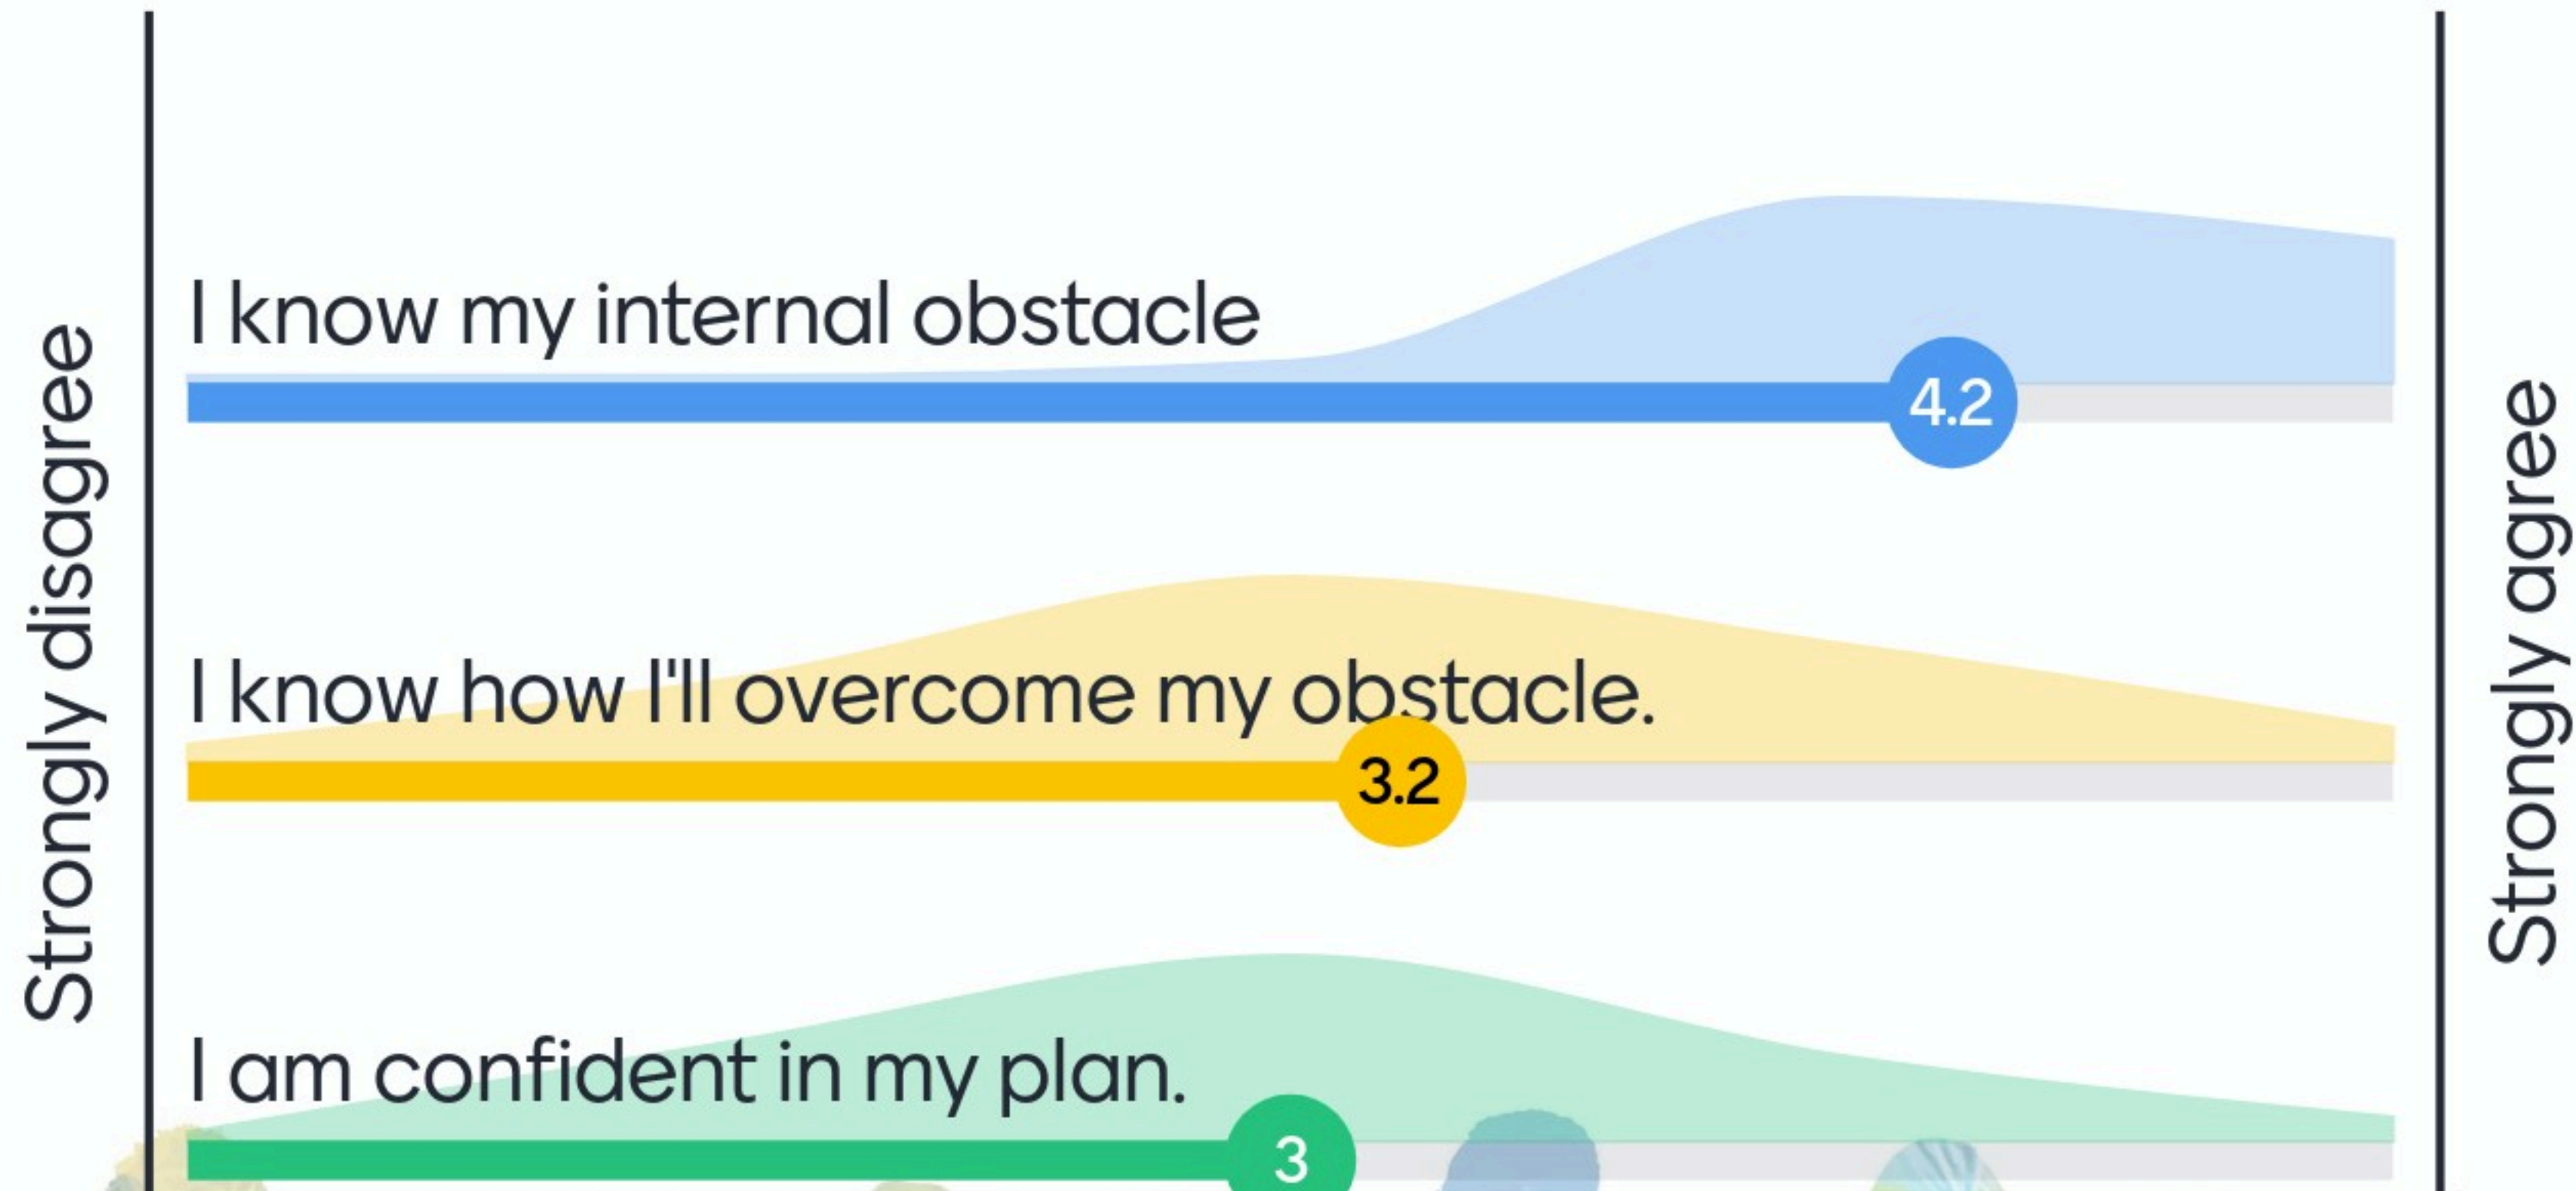 Strongly disagree
I know my internal obstacle
4.2
I know how I'll overcome my obstacle.
3.2
I am confident in my plan.
3
Strongly agree